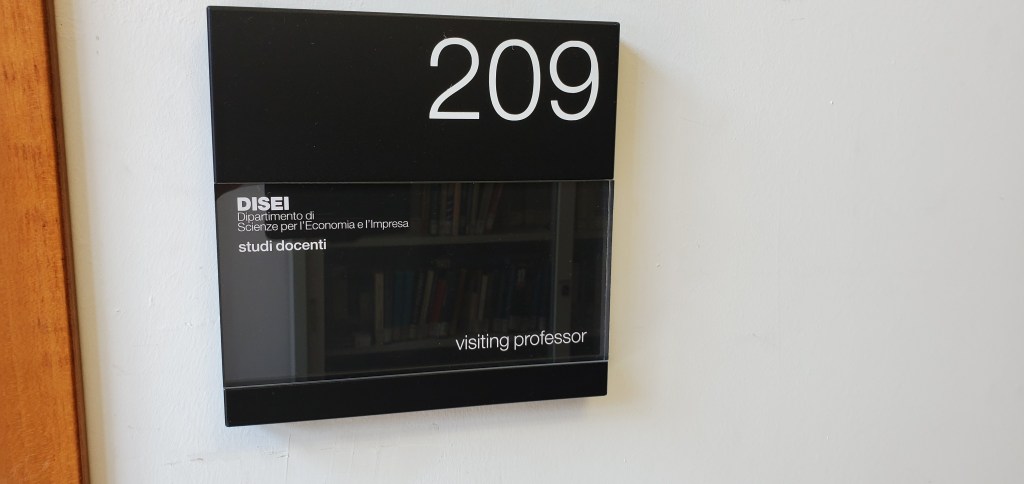 209
DISEI
Dipartimento di
Scienze per l'Economia e l'Impresa
studi docenti
visiting professor